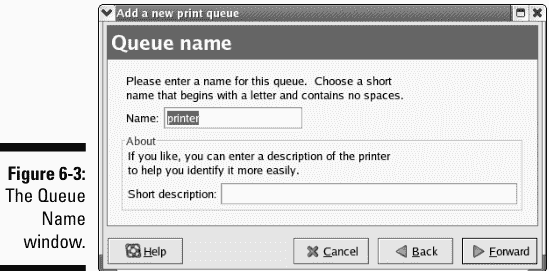 Add a new print queue
Queue name
Please enter a name for this queue. Choose a short
name that begins with a letter and contains no spaces.
Name: printer
About
If you like, you can enter a description of the printer
to help you identify it more easily.
Short description:
Help
Cancel
Back
Forward
Figure 6-3:
The Queue
Name
window.